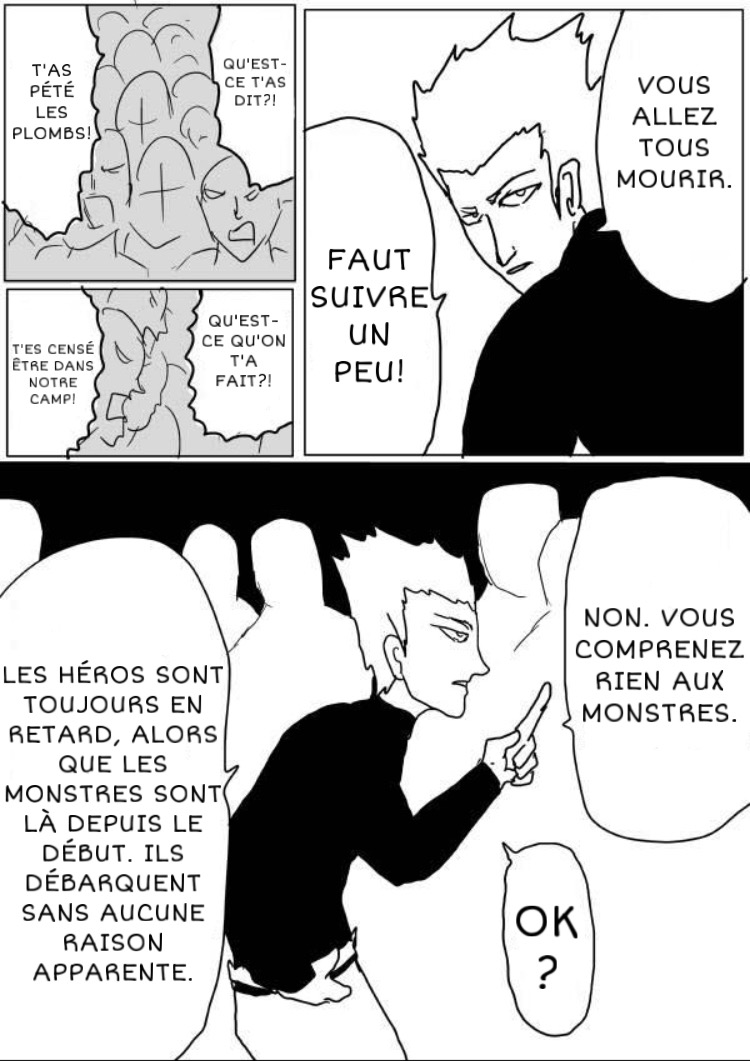 VOUS
ALLEZ
TOUS
MOURIR.
FAUT
SUIVRE
UN
PEU!
QU'EST-
CE T'AS
DIT?!
T'AS
PÉTÉ
LES
PLOMBS!
QU'EST-
CE QU'ON
T'A
FAIT?!
T'ES CENSÉ
ÊTRE DANS
NOTRE
CAMP!
NON. VOUS
COMPRENEZ
RIEN AUX
MONSTRES.
LES HÉROS SONT
TOUJOURS EN
RETARD, ALORS
QUE LES
MONSTRES SONT
LÀ DEPUIS LE
DÉBUT. ILS
DÉBARQUENT
SANS AUCUNE
RAISON
APPARENTE.
OK
?